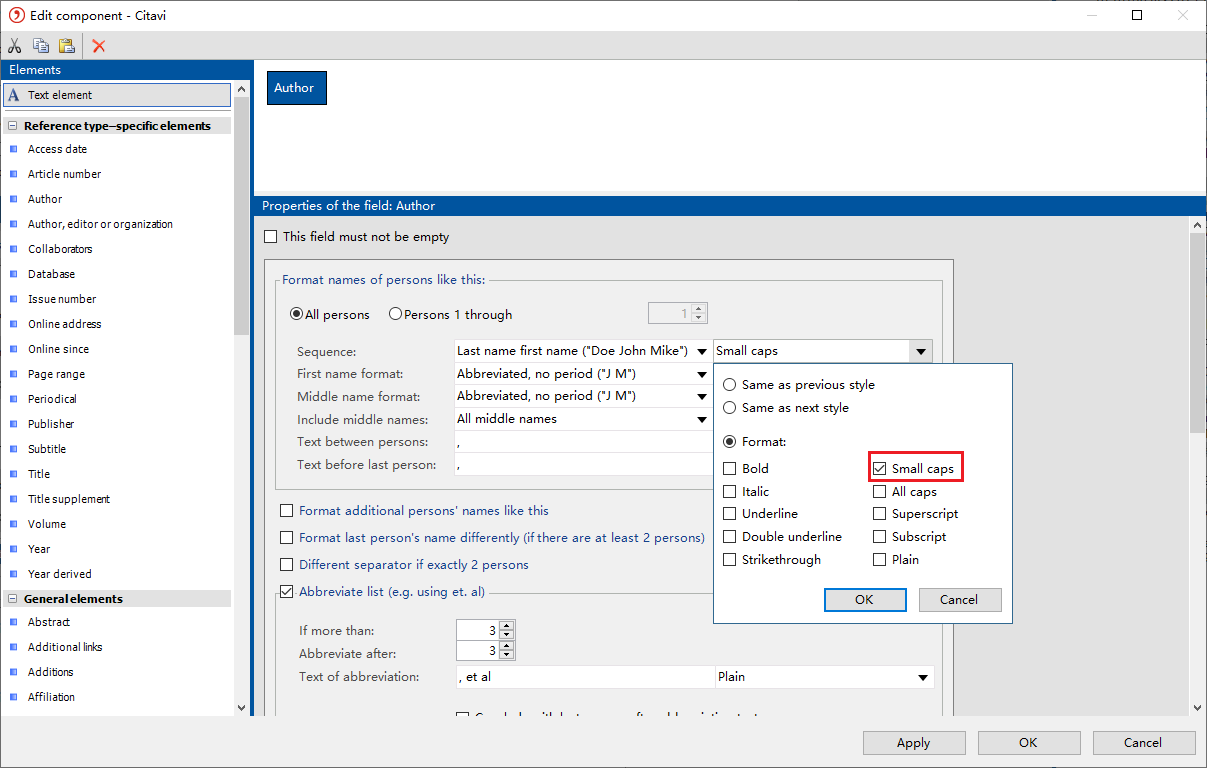 Edit component - Citavi
Elements
A Text element
Reference type–specific elements
Access date
Article number
Author
Author, editor or organization
Collaborators
Database
Issue number
Online address
Online since
Page range
Periodical
Publisher
Subtitle
Title
Title supplement
Volume
Year
Year derived
General elements
Abstract
Additional links
Additions
Affiliation
Author
Properties of the field: Author
This field must not be empty
Format names of persons like this:
All persons Persons 1 through 1
Sequence: Last name first name ("Doe John Mike") Small caps
First name format: Abbreviated, no period ("J M")
Middle name format: Abbreviated, no period ("J M")
Include middle names: All middle names
Text between persons: ,
Text before last person: ,
Format additional persons' names like this
Format last person's name differently (if there are at least 2 persons)
Different separator if exactly 2 persons
Abbreviate list (e.g. using et. al)
If more than: 3
Abbreviate after: 3
Text of abbreviation: , et al Plain
Same as previous style
Same as next style
Format:
Bold Small caps
Italic All caps
Underline Superscript
Double underline Subscript
Strikethrough Plain
OK Cancel
Apply OK Cancel